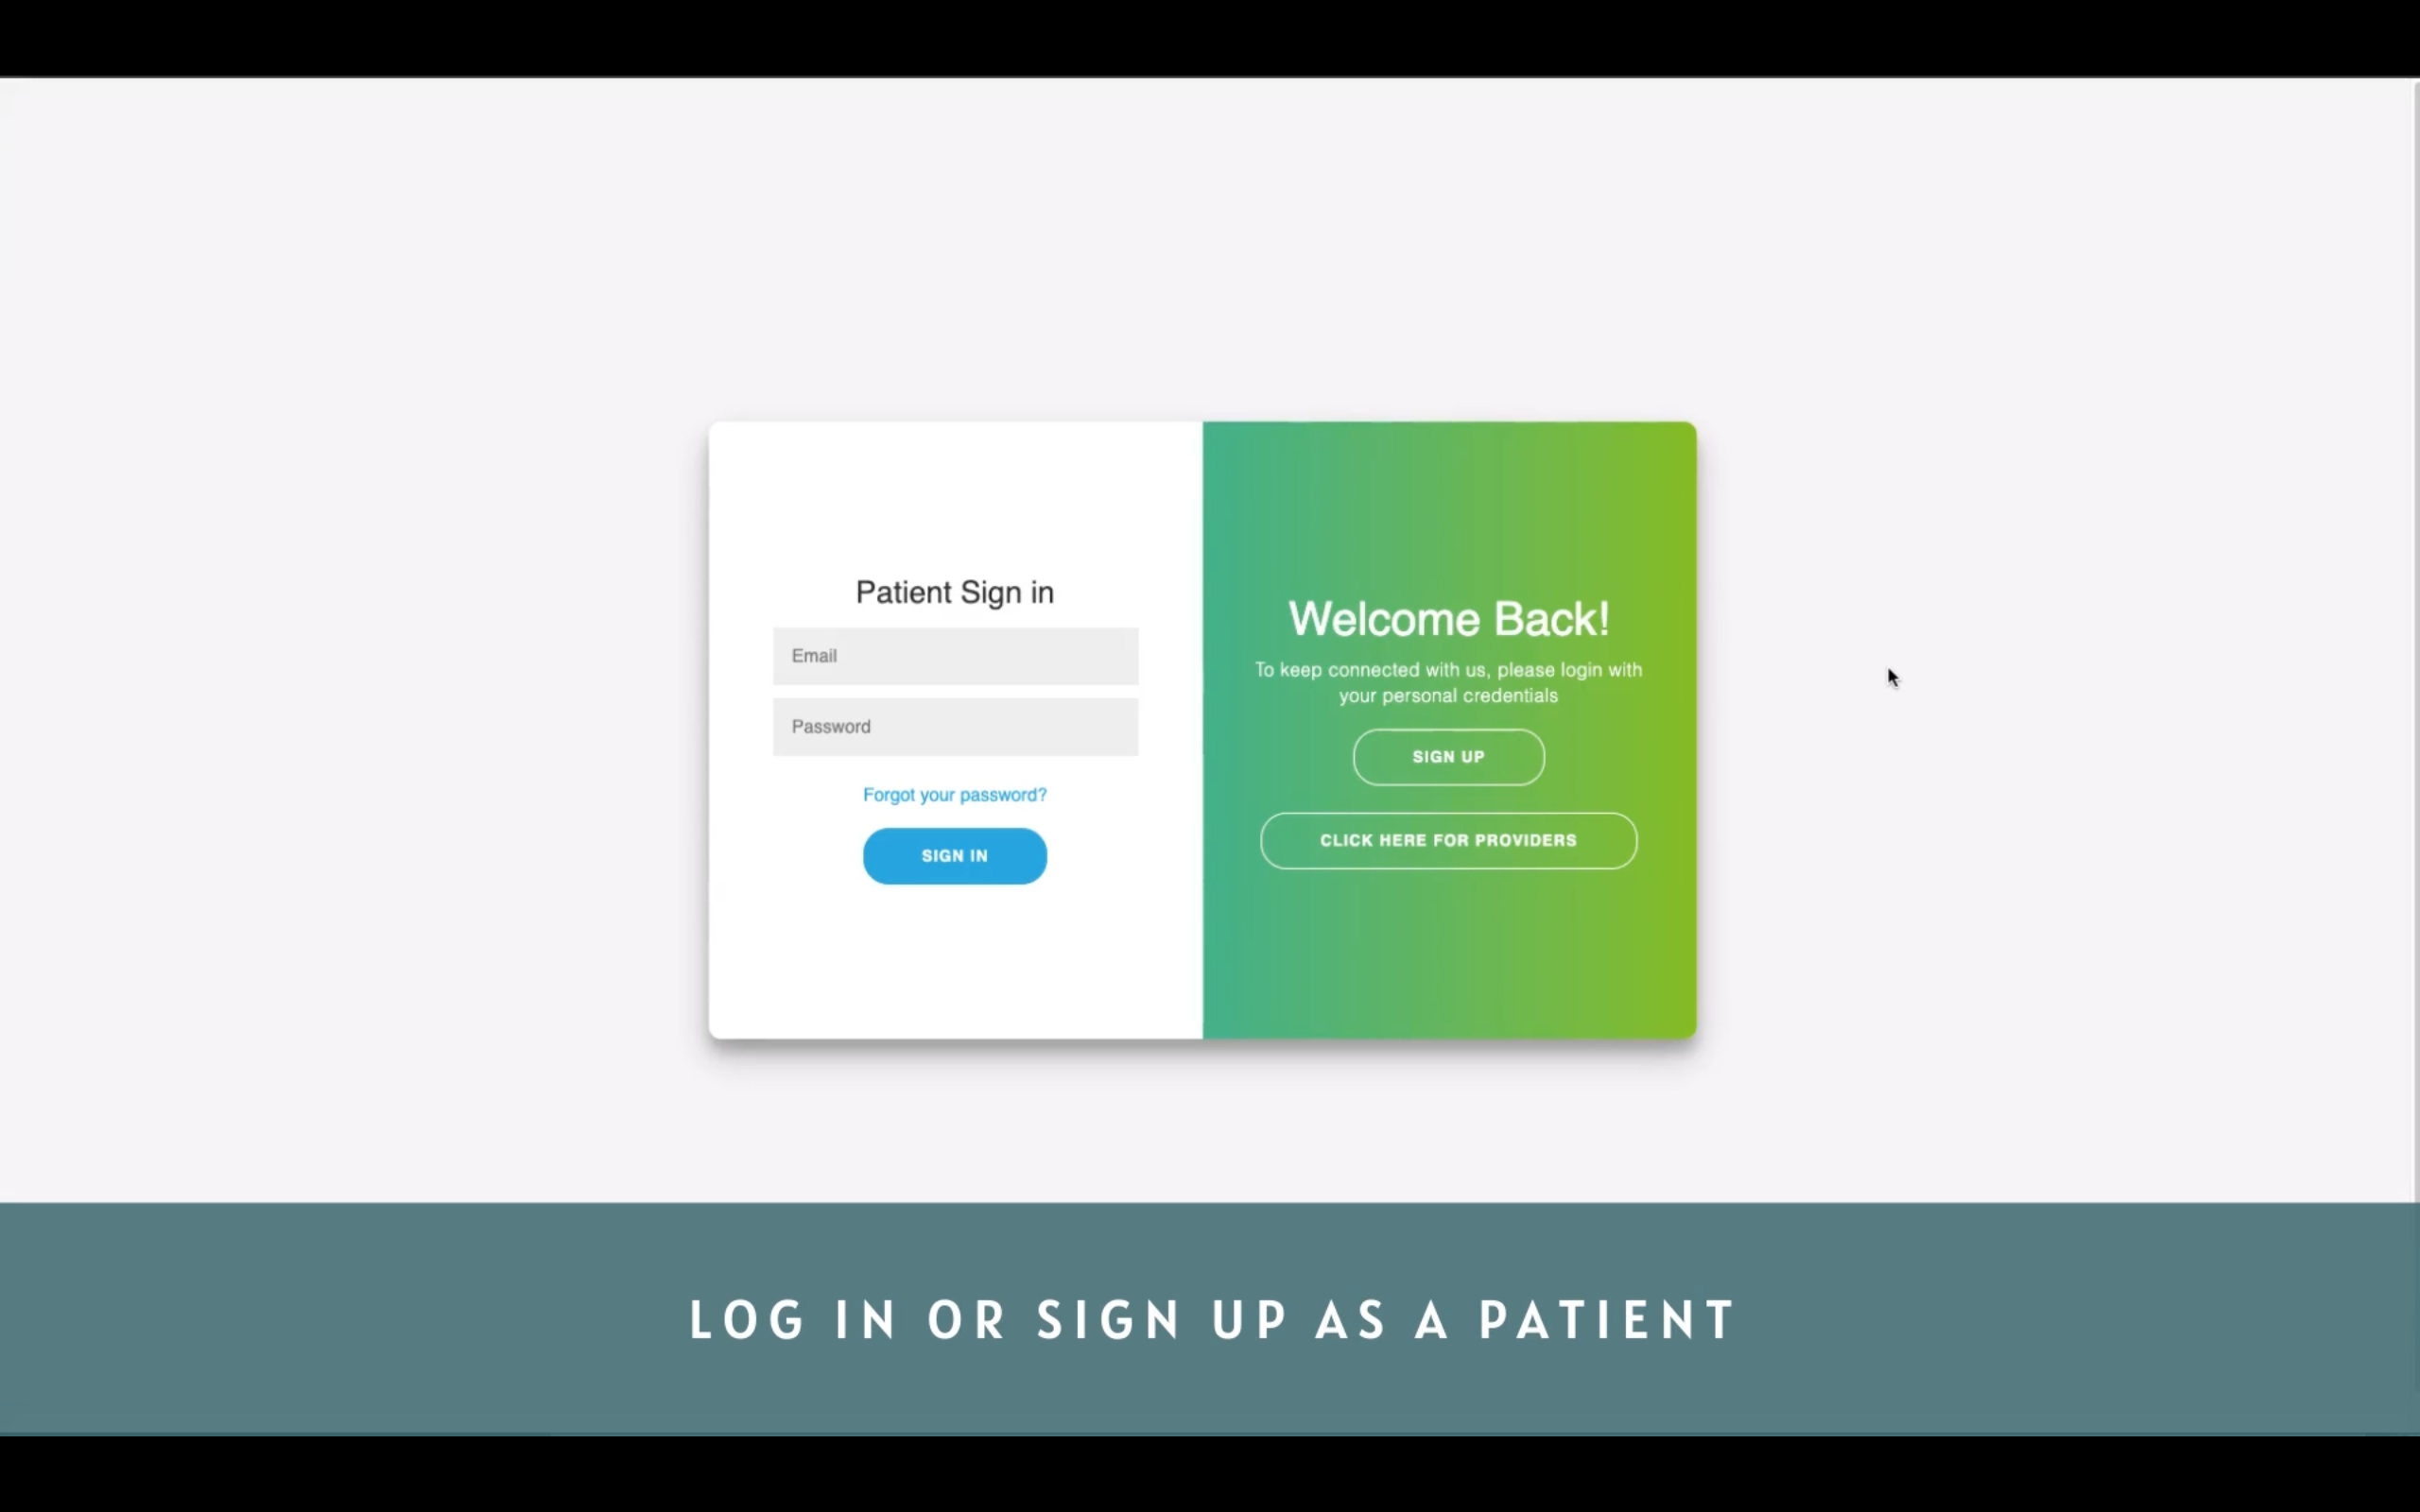 Patient Sign in
Email
Password
Forgot your password?
SIGN IN
Welcome Back!
To keep connected with us, please login with
your personal credentials
SIGN UP
CLICK HERE FOR PROVIDERS
LOG IN OR SIGN UP AS A PATIENT